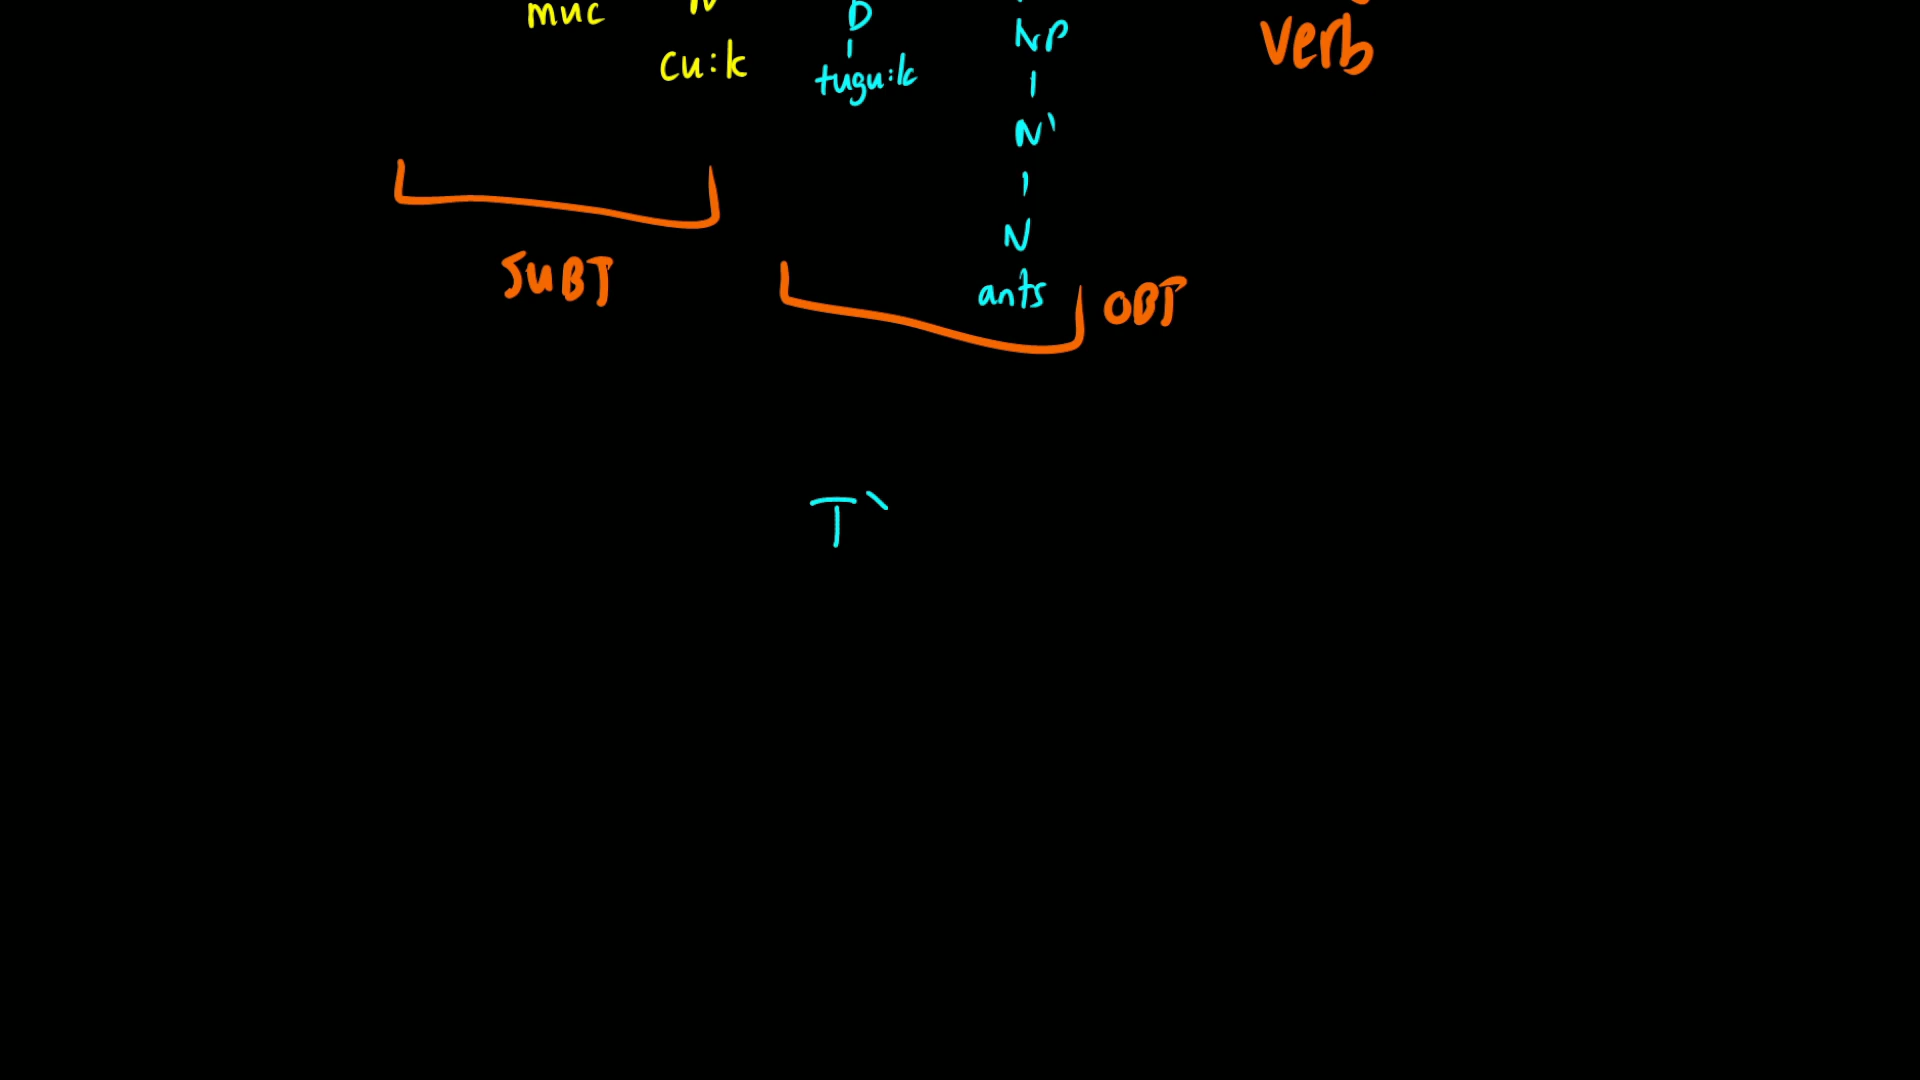 muc
N
cu:k
D
tugu:k
NP
N'
N
ants
Verb
SUBJ
OBJ
T`